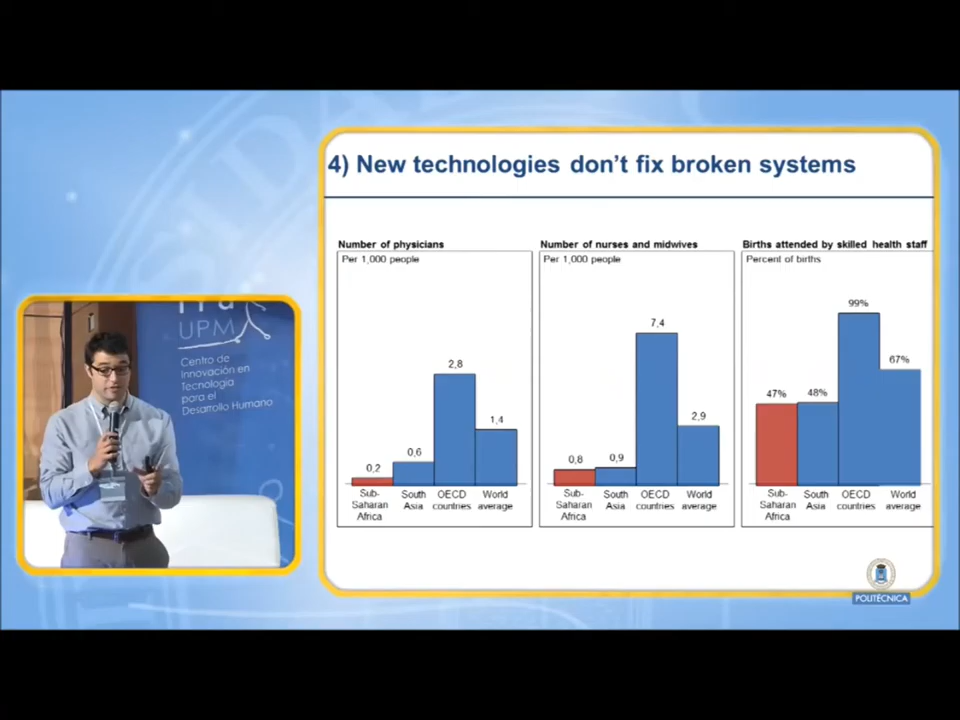 4) New technologies don't fix broken systems
Number of physicians
Per 1,000 people
0,2
0,6
2,8
1,4
Sub-
Saharan
Africa
South
Asia
OECD
countries
World
average
Number of nurses and midwives
Per 1,000 people
0,8
0,9
7,4
2,9
Sub-
Saharan
Africa
South
Asia
OECD
countries
World
average
Births attended by skilled health staff
Percent of births
47%
48%
99%
67%
Sub-
Saharan
Africa
South
Asia
OECD
countries
World
average
UPM
Centro de
Innovación en
Tecnología
para el
Desarrollo Humano
POLITÉCNICA